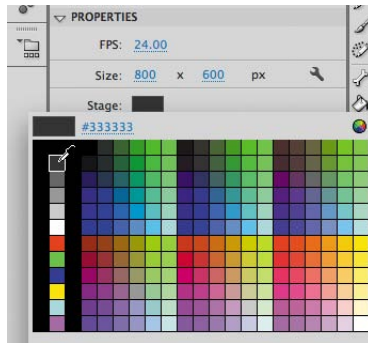 PROPERTIES
FPS: 24.00
Size: 800 x 600 px
Stage:
#333333